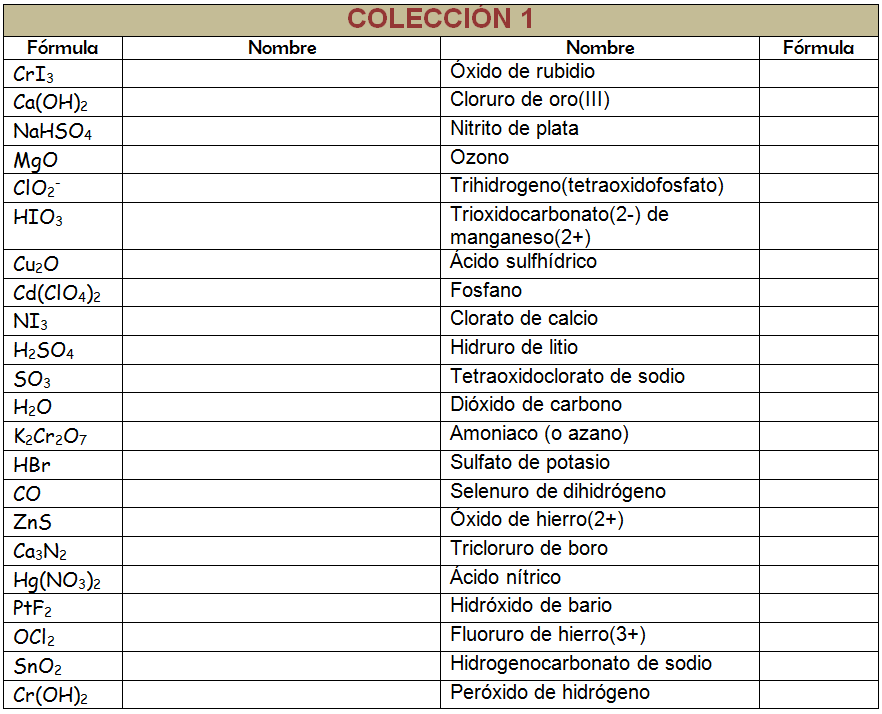 COLECCIÓN 1
Fórmula Nombre Nombre Fórmula
CrI₃ Óxido de rubidio
Ca(OH)₂ Cloruro de oro(III)
NaHSO₄ Nitrito de plata
MgO Ozono
ClO₂⁻ Trihidrogeno(tetraoxidofosfato)
HIO₃ Trioxidocarbonato(2-) de
manganeso(2+)
Cu₂O Ácido sulfhídrico
Cd(ClO₄)₂ Fosfano
NI₃ Clorato de calcio
H₂SO₄ Hidruro de litio
SO₃ Tetraoxidoclorato de sodio
H₂O Dióxido de carbono
K₂Cr₂O₇ Amoniaco (o azano)
HBr Sulfato de potasio
CO Selenuro de dihidrógeno
ZnS Óxido de hierro(2+)
Ca₃N₂ Tricloruro de boro
Hg(NO₃)₂ Ácido nítrico
PtF₂ Hidróxido de bario
OCl₂ Fluoruro de hierro(3+)
SnO₂ Hidrogenocarbonato de sodio
Cr(OH)₂ Peróxido de hidrógeno